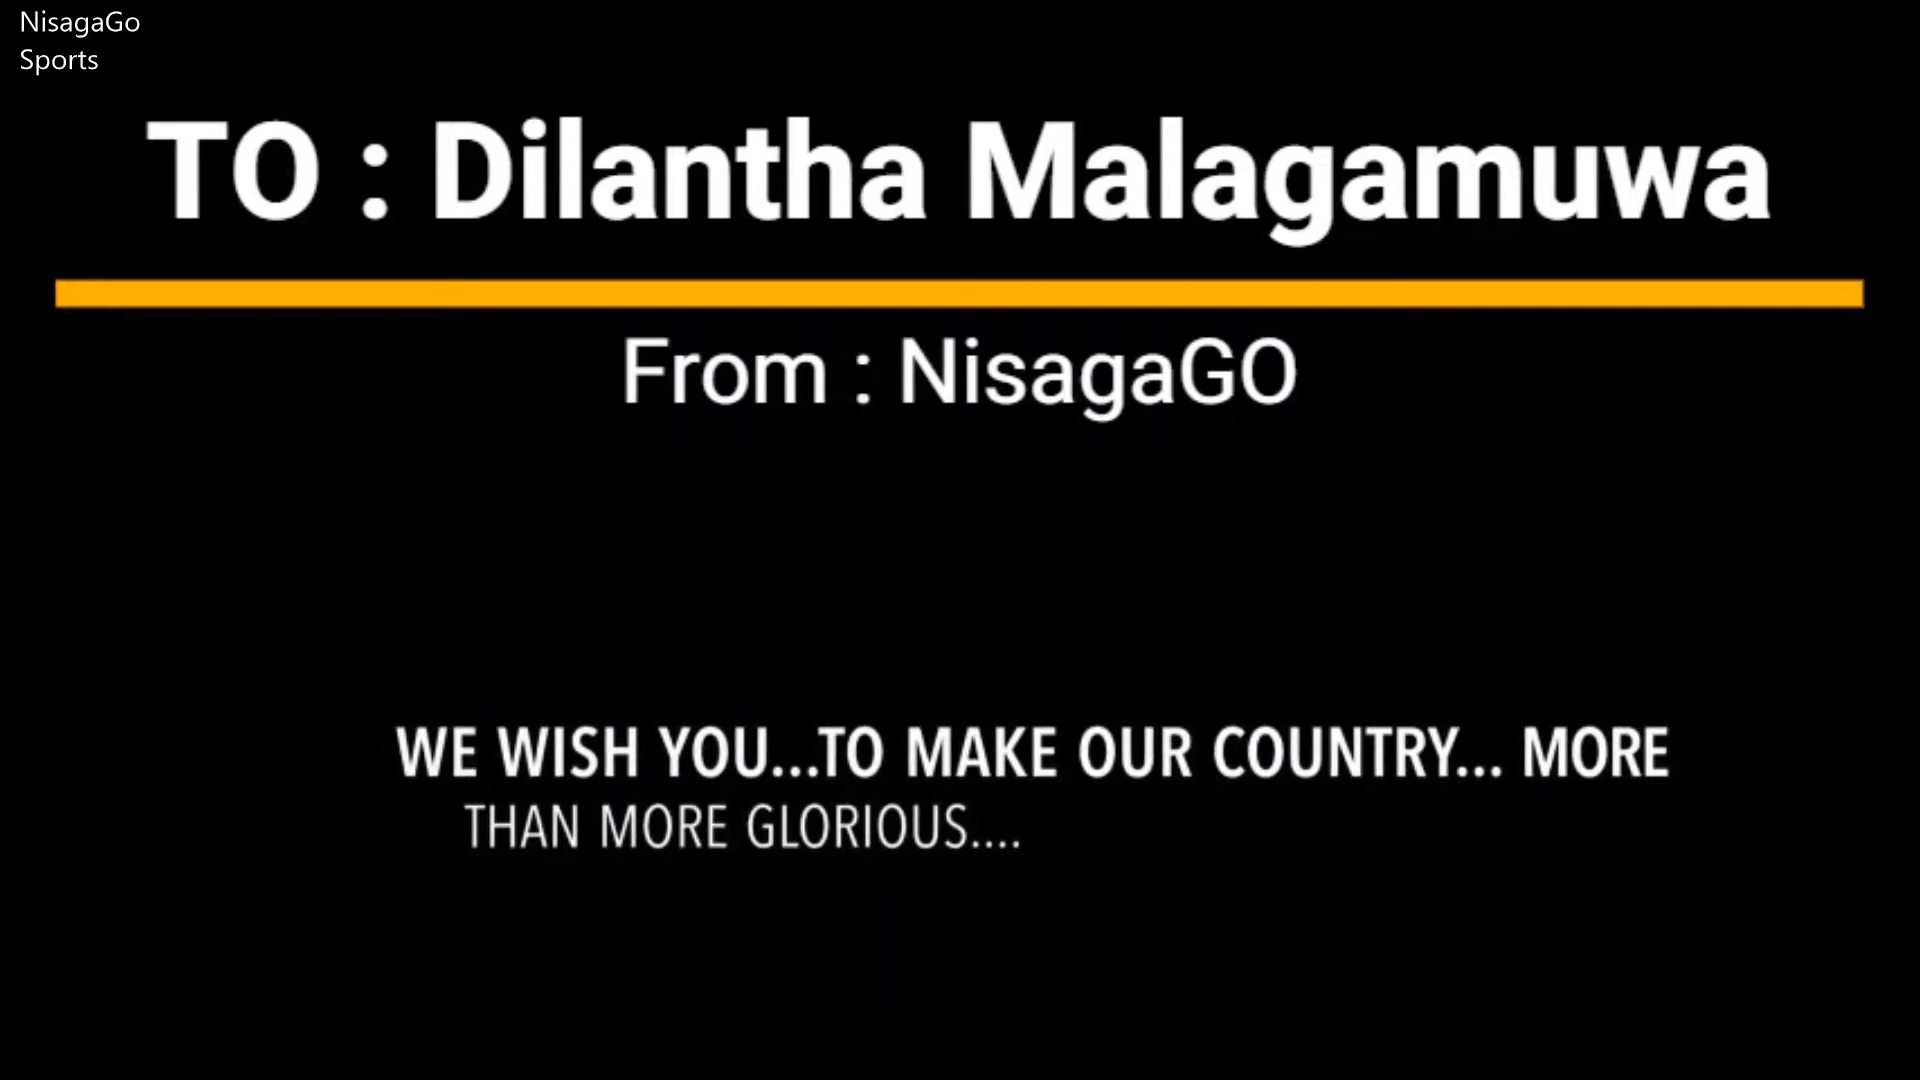 NisagaGo
Sports
TO : Dilantha Malagamuwa
From : NisagaGO
WE WISH YOU...TO MAKE OUR COUNTRY... MORE
THAN MORE GLORIOUS....